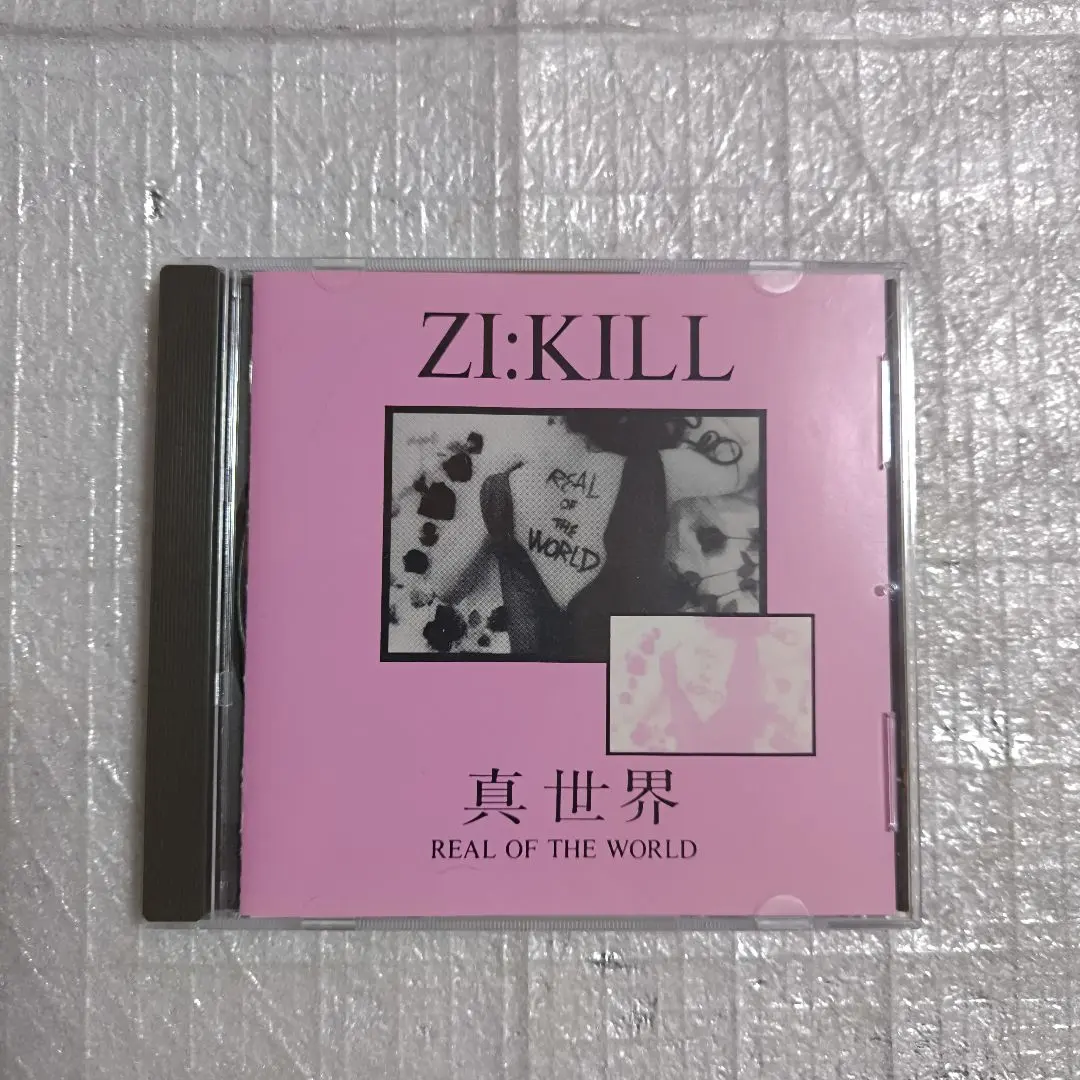 ZI:KILL
REAL
OF
THE
WORLD
真世界
REAL OF THE WORLD